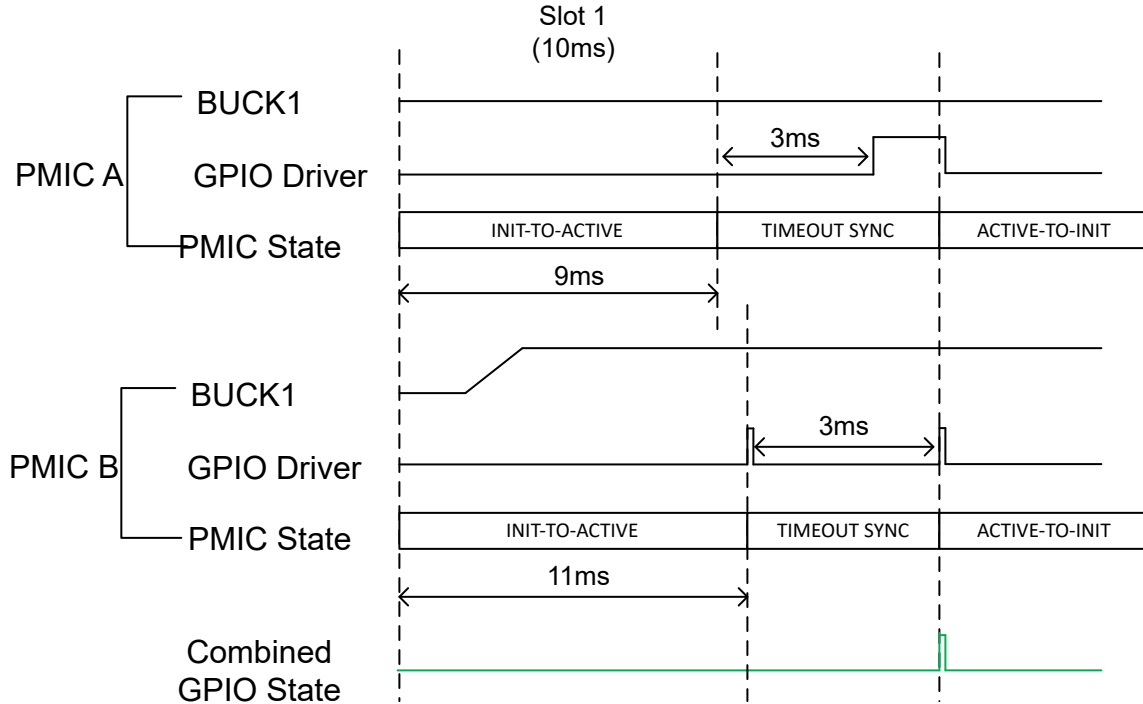 Slot 1
(10ms)
BUCK1
3ms
PMIC A
GPIO Driver
INIT-TO-ACTIVE
TIMEOUT SYNC
ACTIVE-TO-INIT
PMIC State
9ms
BUCK1
3ms
PMIC B
GPIO Driver
INIT-TO-ACTIVE
TIMEOUT SYNC
ACTIVE-TO-INIT
PMIC State
11ms
Combined
GPIO State